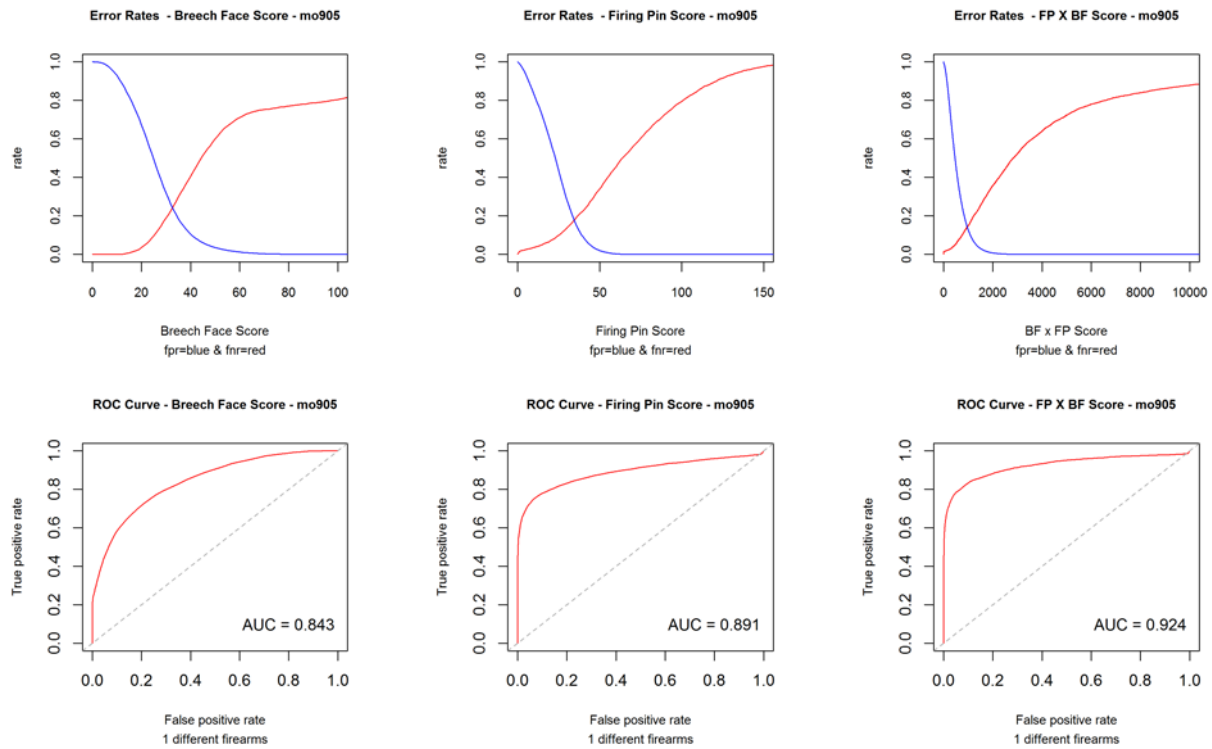 Error Rates - Breech Face Score - mo905
rate
1.0
0.8
0.6
0.4
0.2
0.0
0 20 40 60 80 100
Breech Face Score
fpr=blue & fnr=red
Error Rates - Firing Pin Score - mo905
rate
1.0
0.8
0.6
0.4
0.2
0.0
0 50 100 150
Firing Pin Score
fpr=blue & fnr=red
Error Rates - FP X BF Score - mo905
rate
1.0
0.8
0.6
0.4
0.2
0.0
0 2000 4000 6000 8000 10000
BF x FP Score
fpr=blue & fnr=red
ROC Curve - Breech Face Score - mo905
True positive rate
1.0
0.8
0.6
0.4
0.2
0.0
AUC = 0.843
0.0 0.2 0.4 0.6 0.8 1.0
False positive rate
1 different firearms
ROC Curve - Firing Pin Score - mo905
True positive rate
1.0
0.8
0.6
0.4
0.2
0.0
AUC = 0.891
0.0 0.2 0.4 0.6 0.8 1.0
False positive rate
1 different firearms
ROC Curve - FP X BF Score - mo905
True positive rate
1.0
0.8
0.6
0.4
0.2
0.0
AUC = 0.924
0.0 0.2 0.4 0.6 0.8 1.0
False positive rate
1 different firearms